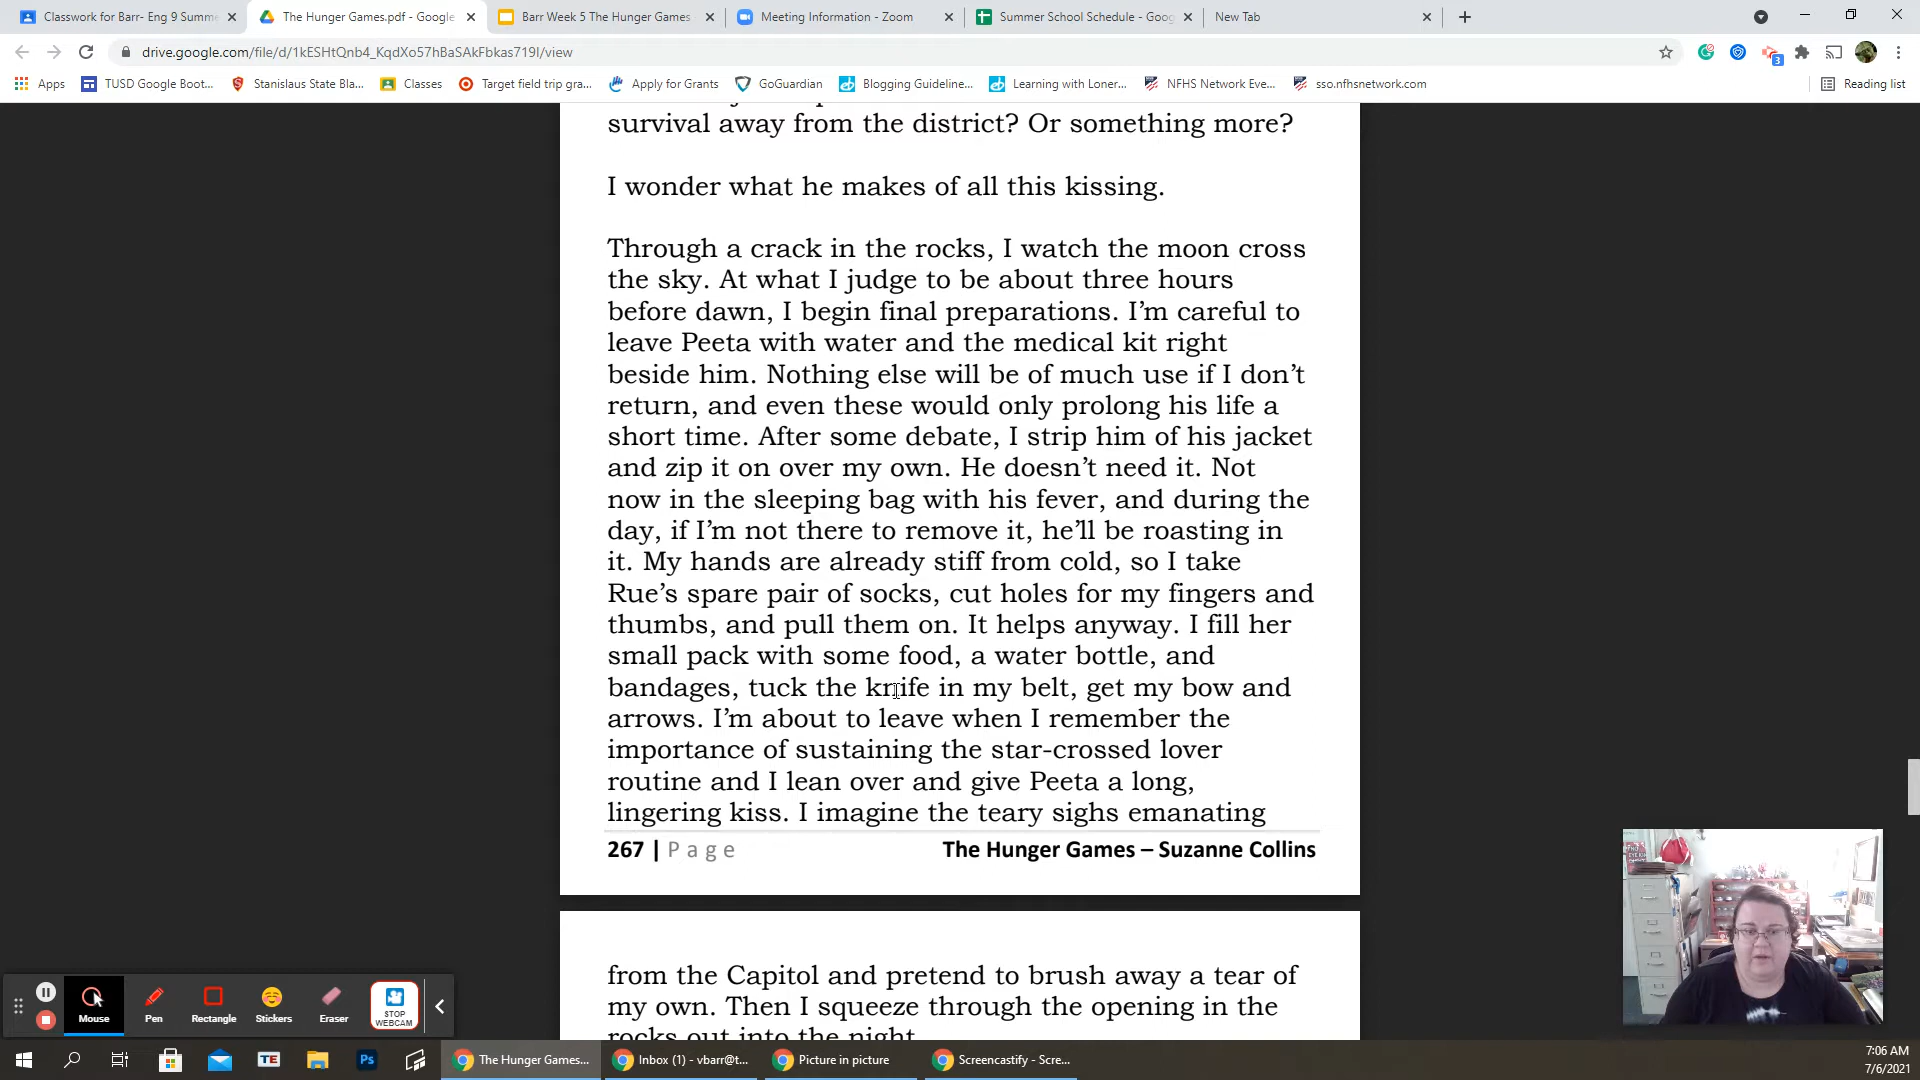 Classwork for Barr- Eng 9 Summe
The Hunger Games.pdf - Google
Barr Week 5 The Hunger Games
Meeting Information - Zoom
Summer School Schedule - Goog
New Tab
drive.google.com/file/d/1kESHtQnb4_KqdXo57hBaSAkFbkas719I/view
3
Apps
TUSD Google Boot...
Stanislaus State Bla...
Classes
Target field trip gra...
Apply for Grants
GoGuardian
Blogging Guideline...
Learning with Loner...
NFHS Network Eve...
sso.nfhsnetwork.com
Reading list
survival away from the district? Or something more?
I wonder what he makes of all this kissing.
Through a crack in the rocks, I watch the moon cross
the sky. At what I judge to be about three hours
before dawn, I begin final preparations. I'm careful to
leave Peeta with water and the medical kit right
beside him. Nothing else will be of much use if I don't
return, and even these would only prolong his life a
short time. After some debate, I strip him of his jacket
and zip it on over my own. He doesn't need it. Not
now in the sleeping bag with his fever, and during the
day, if I'm not there to remove it, he'll be roasting in
it. My hands are already stiff from cold, so I take
Rue's spare pair of socks, cut holes for my fingers and
thumbs, and pull them on. It helps anyway. I fill her
small pack with some food, a water bottle, and
bandages, tuck the knife in my belt, get my bow and
arrows. I'm about to leave when I remember the
importance of sustaining the star-crossed lover
routine and I lean over and give Peeta a long,
lingering kiss. I imagine the teary sighs emanating
267 | Page
The Hunger Games – Suzanne Collins
from the Capitol and pretend to brush away a tear of
my own. Then I squeeze through the opening in the
rocks out into the night.
Mouse
Pen
Rectangle
Stickers
Eraser
STOP
WEBCAM
TE
Ps
The Hunger Games...
Inbox (1) - vbarr@t...
Picture in picture
Screencastify - Scre...
7:06 AM
7/6/2021